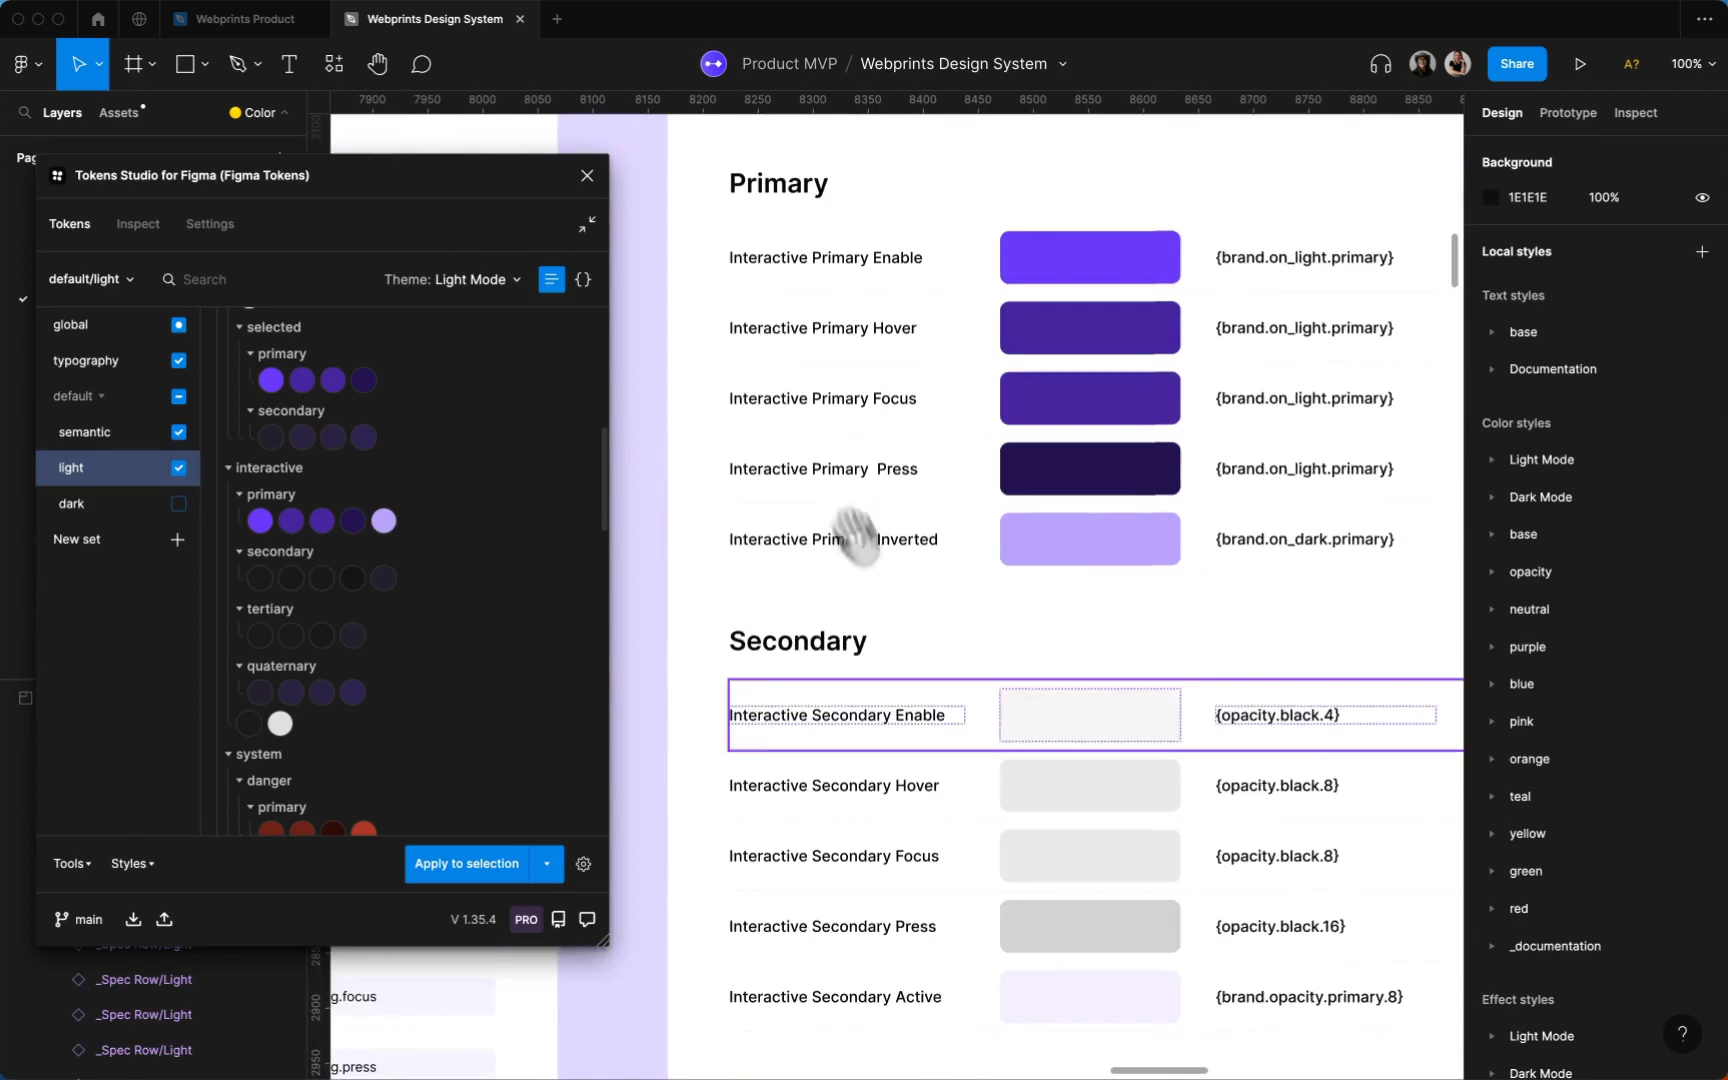 Webprints Product
Webprints Design System
Product MVP / Webprints Design System
Share
A?
100%
Layers
Assets
Color
7900 7950 8000 8050 8100 8150 8200 8250 8300 8350 8400 8450 8500 8550 8600 8650 8700 8750 8800 8850
Design
Prototype
Inspect
Pag
Tokens Studio for Figma (Figma Tokens)
Tokens
Inspect
Settings
default/light
Search
Theme: Light Mode
global
typography
default
semantic
light
dark
New set
selected
primary
secondary
interactive
primary
secondary
tertiary
quaternary
system
danger
primary
Tools
Styles
Apply to selection
main
V 1.35.4
PRO
_Spec Row/Light
_Spec Row/Light
_Spec Row/Light
2900
2950
g.focus
g.press
Primary
Interactive Primary Enable
{brand.on_light.primary}
Interactive Primary Hover
{brand.on_light.primary}
Interactive Primary Focus
{brand.on_light.primary}
Interactive Primary Press
{brand.on_light.primary}
Inverted
{brand.on_dark.primary}
Secondary
Interactive Secondary Enable
{opacity.black.4}
Interactive Secondary Hover
{opacity.black.8}
Interactive Secondary Focus
{opacity.black.8}
Interactive Secondary Press
{opacity.black.16}
Interactive Secondary Active
{brand.opacity.primary.8}
Background
1E1E1E
100%
Local styles
Text styles
base
Documentation
Color styles
Light Mode
Dark Mode
base
opacity
neutral
purple
blue
pink
orange
teal
yellow
green
red
_documentation
Effect styles
Light Mode
Dark Mode
?